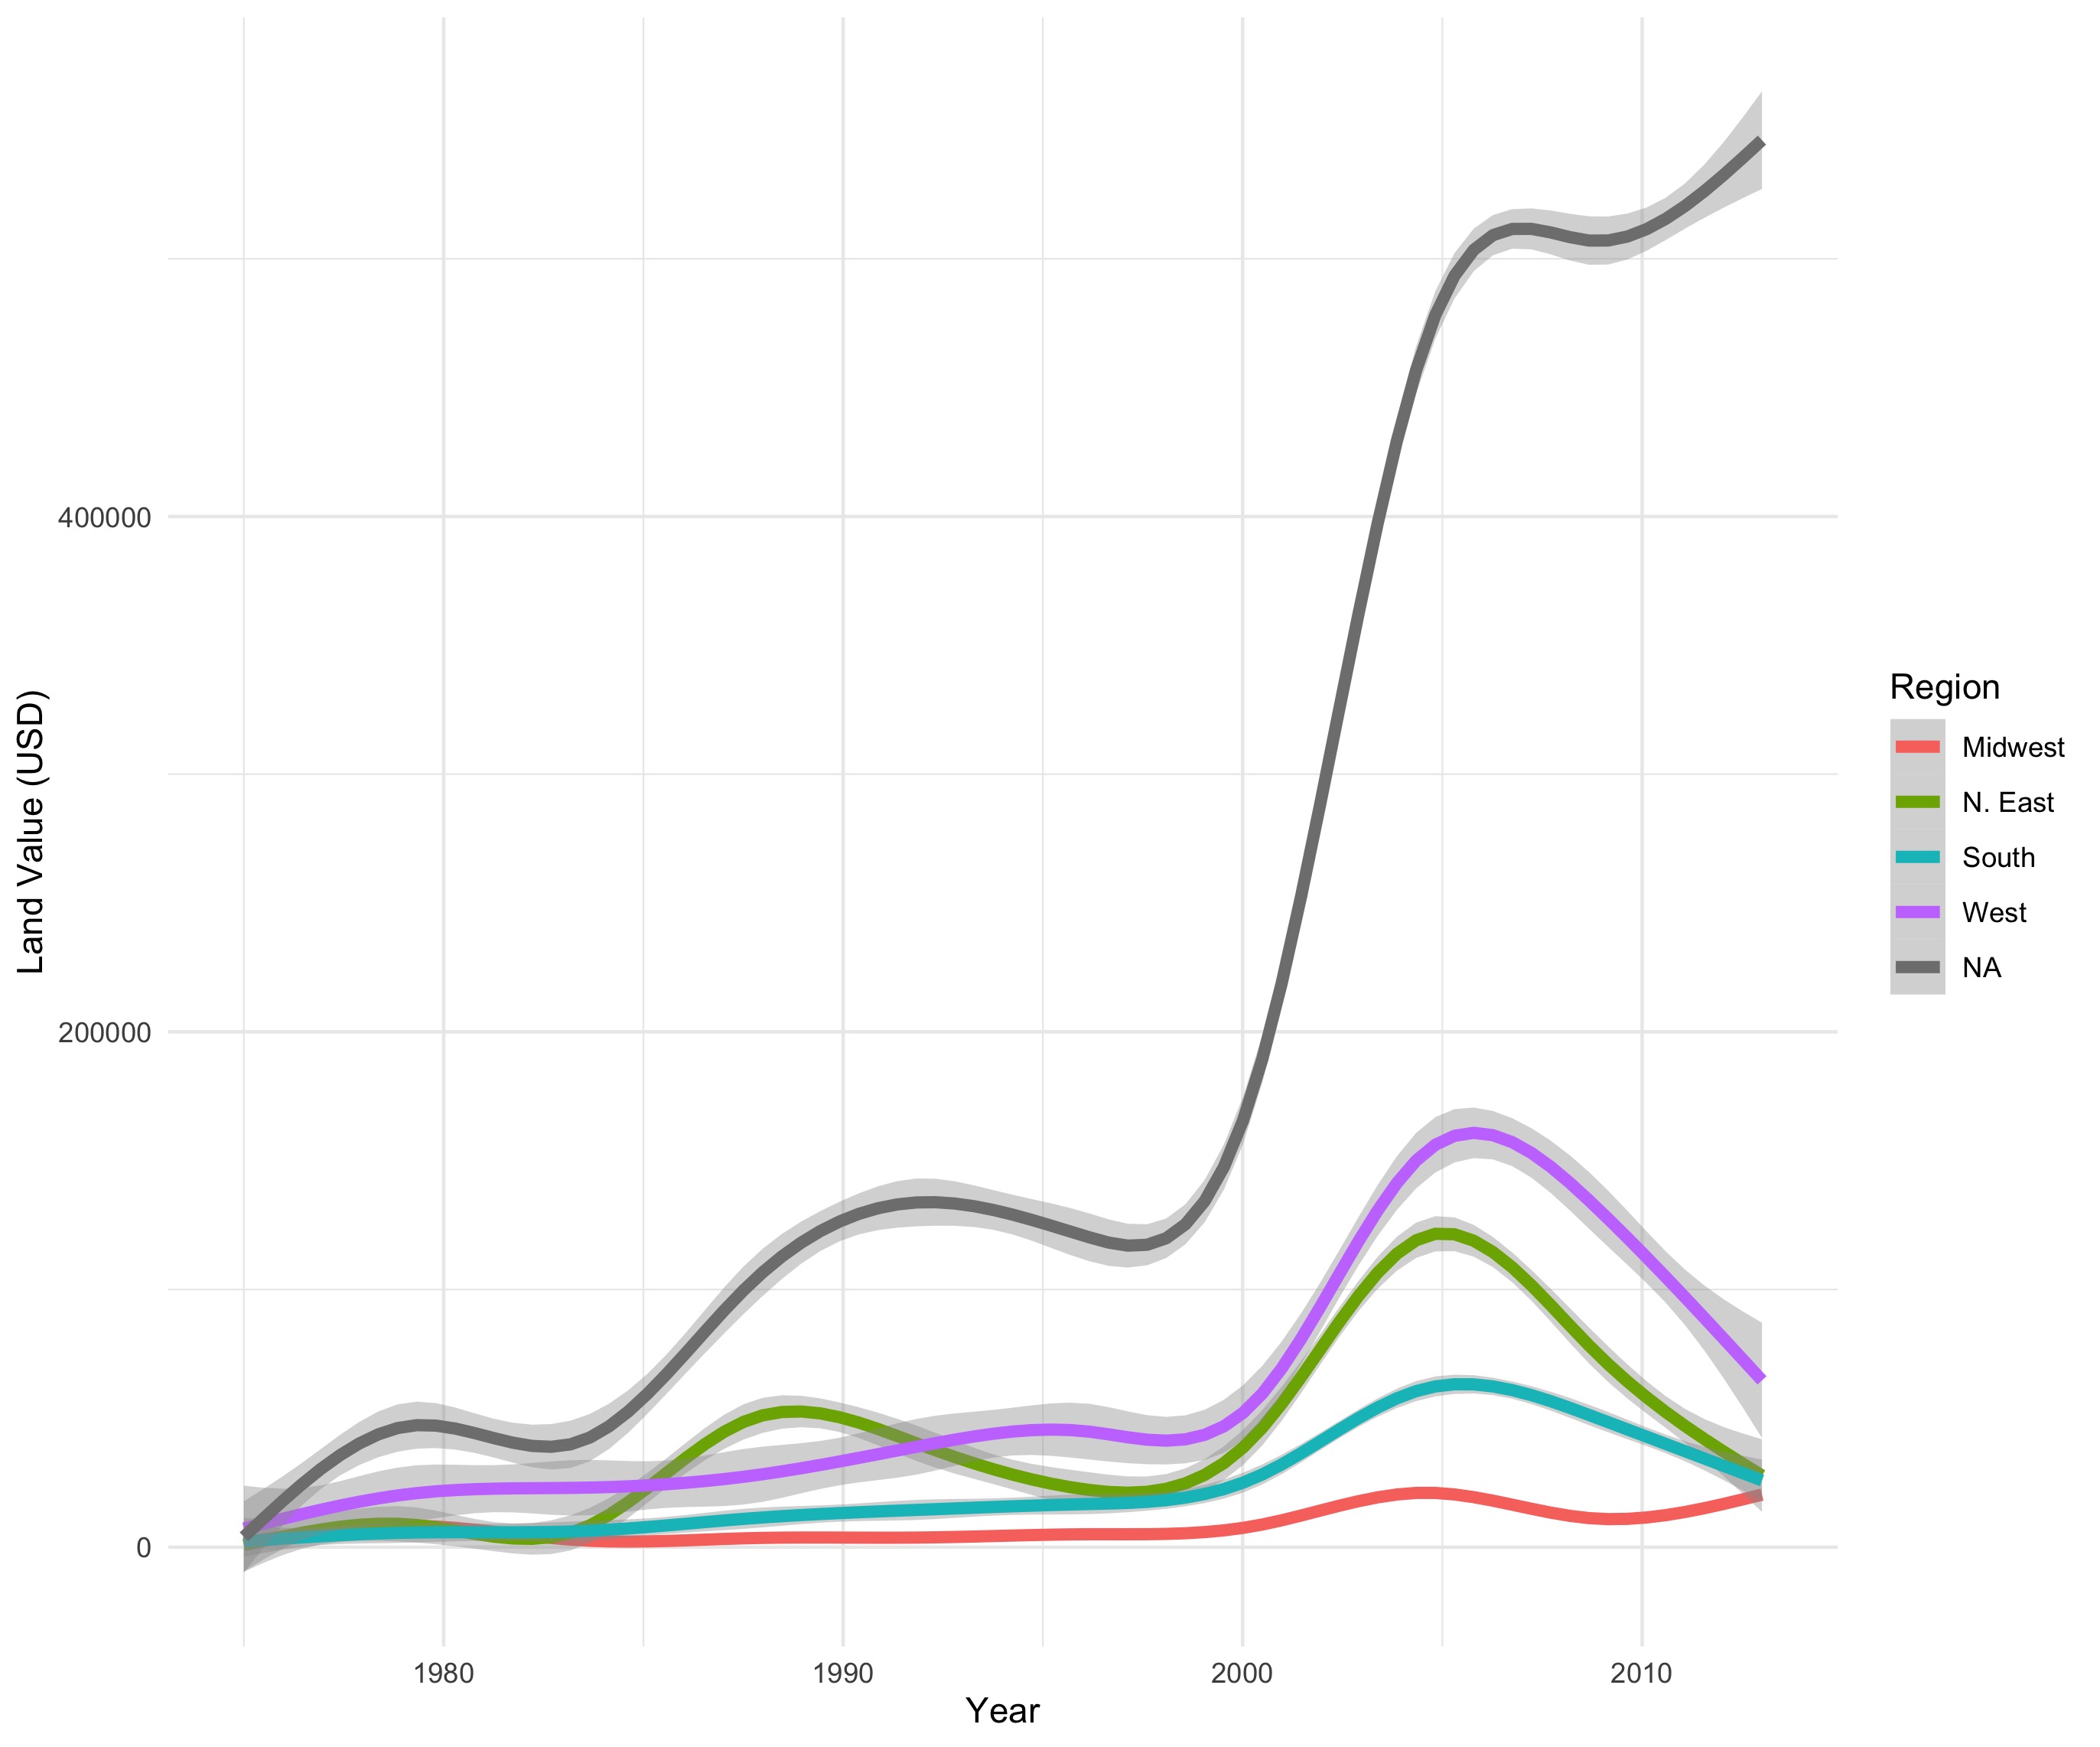 Land Value (USD)
400000
200000
0
1980 1990 2000 2010
Year
Region
Midwest
N. East
South
West
NA